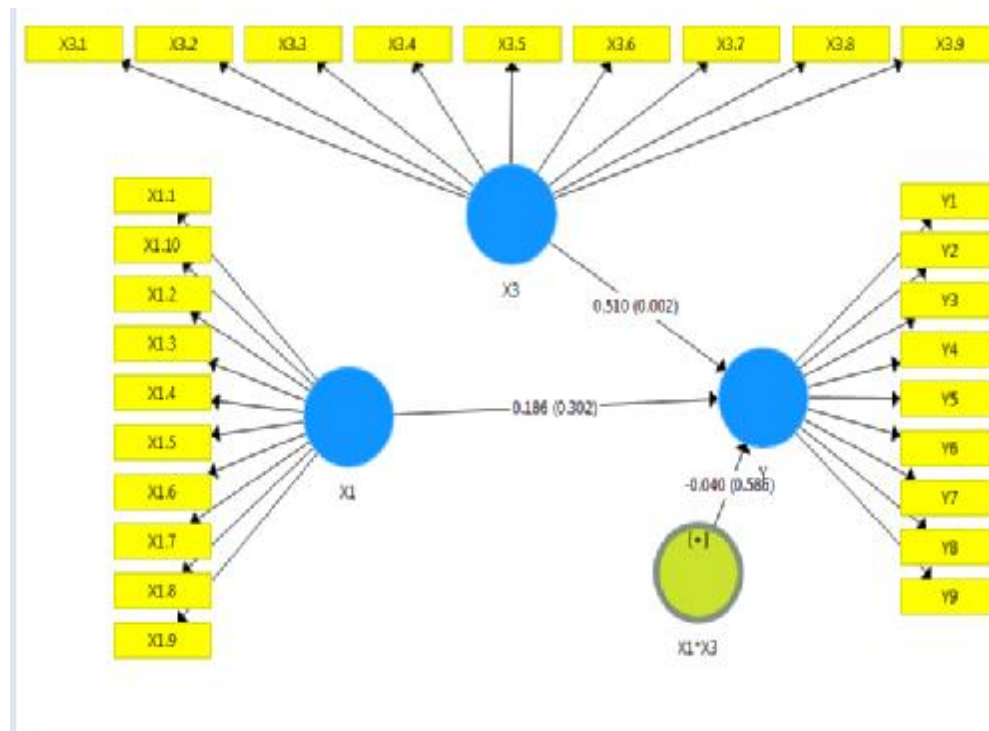 X3.1 X3.2 X3.3 X3.4 X3.5 X3.6 X3.7 X3.8 X3.9
X1.1
X1.10
X1.2
X1.3
X1.4
X1.5
X1.6
X1.7
X1.8
X1.9
X3
0.510 (0.002)
0.186 (0.302)
X1
Y
-0.040 (0.586)
[+]
X1*X3
Y1
Y2
Y3
Y4
Y5
Y6
Y7
Y8
Y9